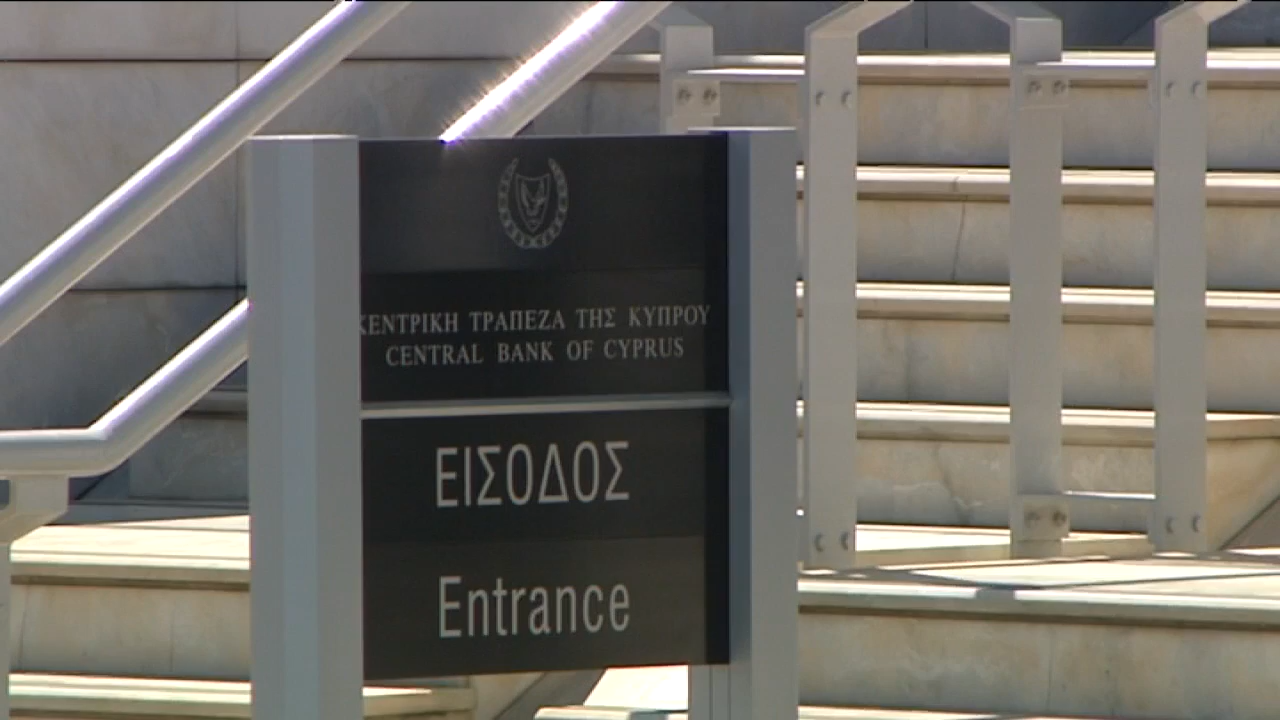 ΚΕΝΤΡΙΚΗ ΤΡΑΠΕΖΑ ΤΗΣ ΚΥΠΡΟΥ
CENTRAL BANK OF CYPRUS
ΕΙΣΟΔΟΣ
Entrance